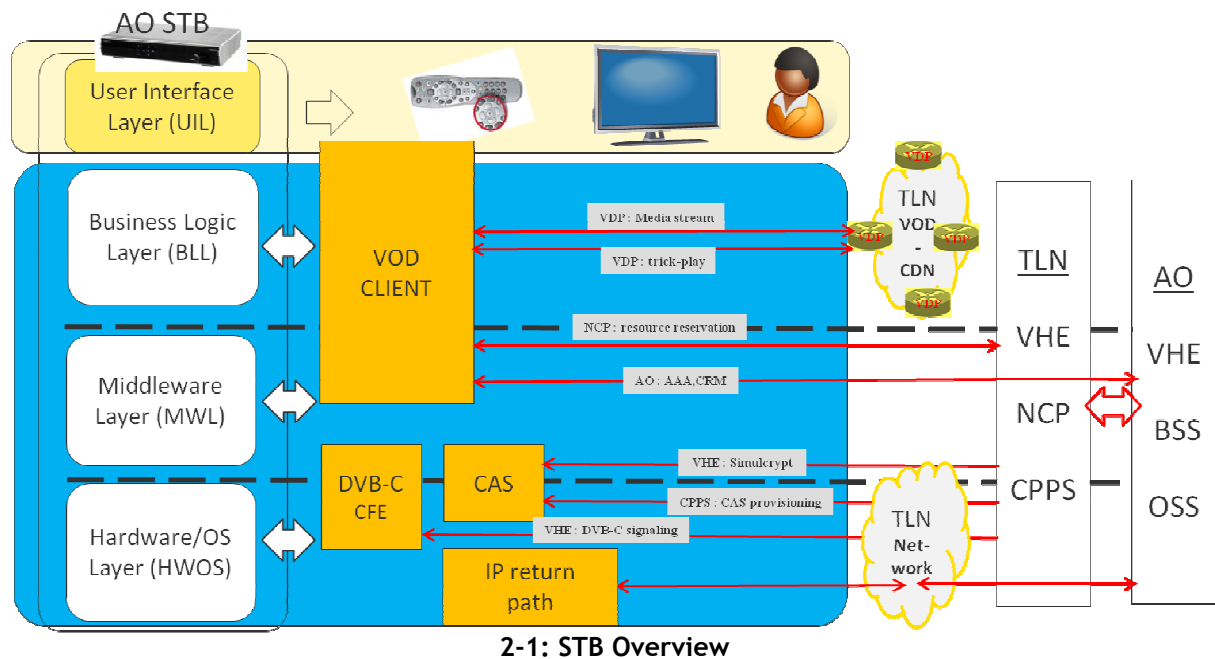 AO STB
User Interface
Layer (UIL)
Business Logic
Layer (BLL)
Middleware
Layer (MWL)
Hardware/OS
Layer (HWOS)
VOD
CLIENT
DVB-C
CFE
CAS
IP return
path
VDP : Media stream
VDP : trick-play
NCP : resource reservation
AO : AAA,CRM
VHE : Simulcrypt
CPPS : CAS provisioning
VHE : DVB-C signaling
VDP
TLN
VOD
VDP
VDP
-
CDN
VDP
TLN
Net-
work
TLN
VHE
NCP
CPPS
AO
VHE
BSS
OSS
2-1: STB Overview